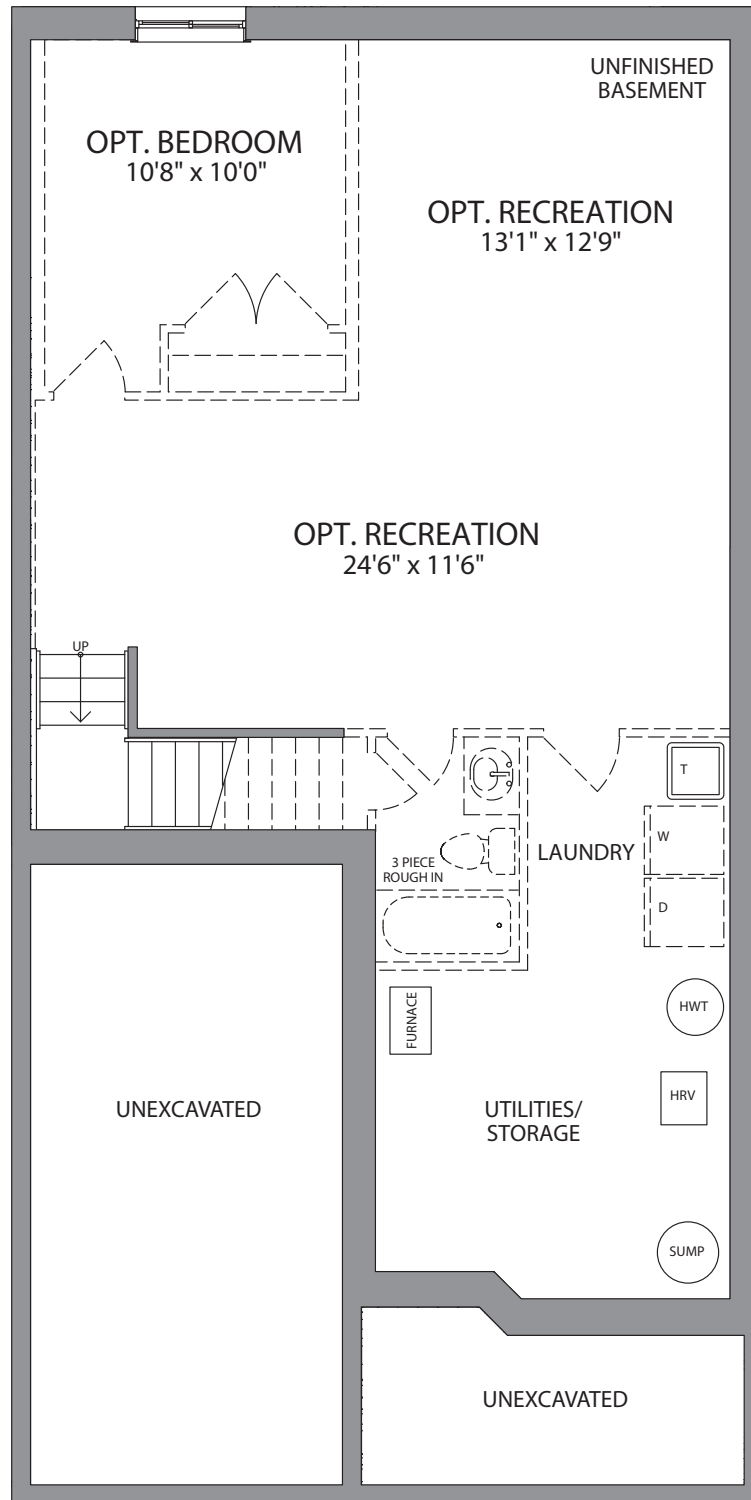 UNFINISHED
BASEMENT
OPT. BEDROOM
10'8" x 10'0"
OPT. RECREATION
13'1" x 12'9"
OPT. RECREATION
24'6" x 11'6"
UP
T
W
LAUNDRY
3 PIECE
ROUGH IN
D
FURNACE
HWT
HRV
UNEXCAVATED
UTILITIES/
STORAGE
SUMP
UNEXCAVATED